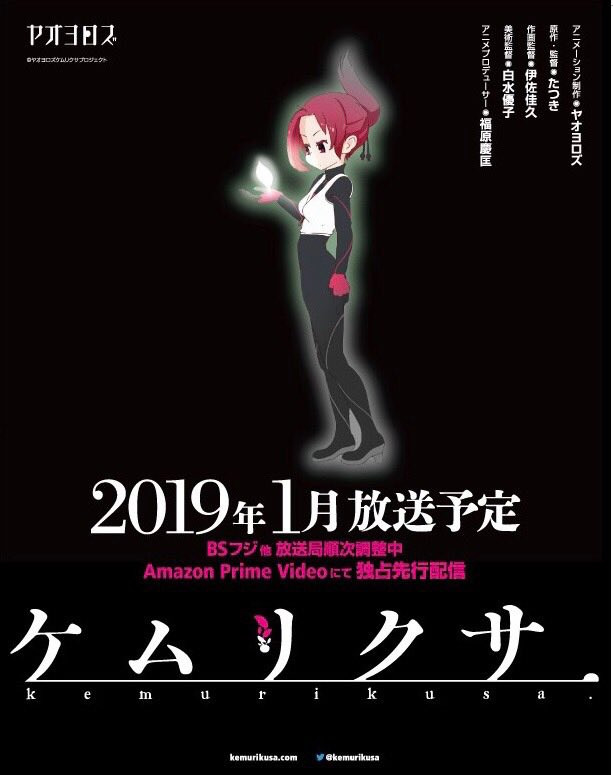 ヤオヨロズ
©ヤオヨロズケムリクサプロジェクト
アニメーション制作●ヤオヨロズ
原作・監督●たつき
作画監督●伊佐佳久
美術監督●白水優子
アニメプロデューサー●福原慶匡
2019年1月放送予定
BSフジ他 放送局順次調整中
Amazon Prime Videoにて 独占先行配信
ケムリクサ.
kemurikusa.
kemurikusa.com @kemurikusa